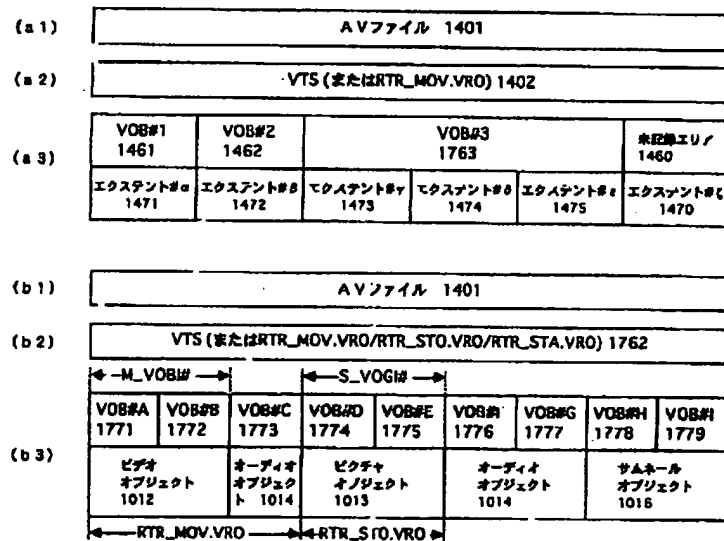 (a1)
AVファイル 1401
(a2)
VTS (またはRTR_MOV.VRO) 1402
(a3)
VOB#1
1461
VOB#2
1462
VOB#3
1763
未記録エリア
1460
エクステント#α
1471
エクステント#β
1472
エクステント#γ
1473
エクステント#δ
1474
エクステント#ε
1475
エクステント#ζ
1470
(b1)
AVファイル 1401
(b2)
VTS (またはRTR_MOV.VRO/RTR_STO.VRO/RTR_STA.VRO) 1762
M_VOBI#
S_VOGI#
(b3)
VOB#A
1771
VOB#B
1772
VOB#C
1773
VOB#D
1774
VOB#E
1775
1776
VOB#G
1777
VOB#H
1778
VOB#I
1779
ビデオ
オブジェクト
1012
オーディオ
オブジェク
ト 1014
ピクチャ
オブジェクト
1013
オーディオ
オブジェクト
1014
サムネール
オブジェクト
1016
RTR_MOV.VRO
RTR_STO.VRO